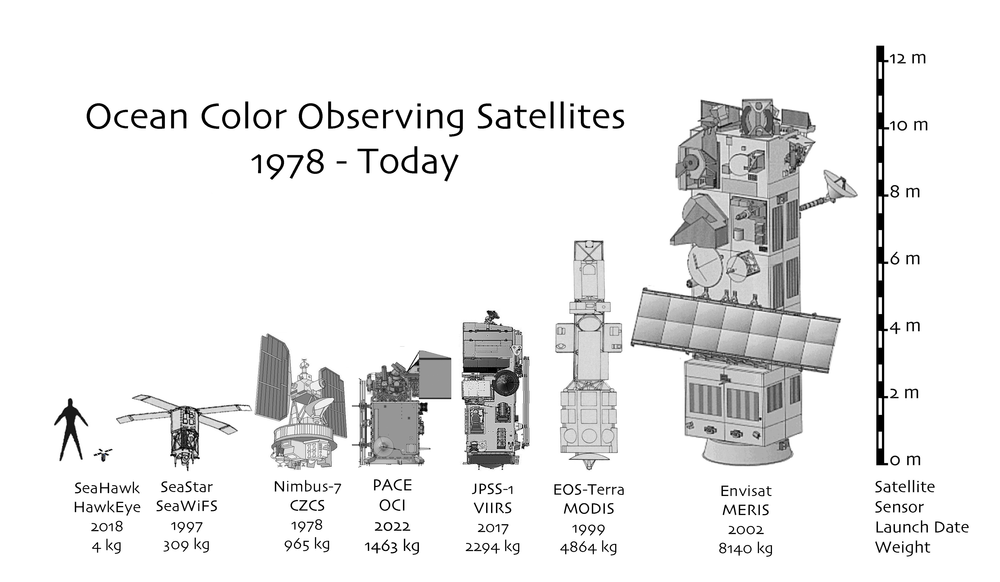 Ocean Color Observing Satellites
1978 - Today
12 m
10 m
8 m
6 m
4 m
2 m
0 m
SeaHawk
HawkEye
2018
4 kg
SeaStar
SeaWiFS
1997
309 kg
Nimbus-7
CZCS
1978
965 kg
PACE
OCI
2022
1463 kg
JPSS-1
VIIRS
2017
2294 kg
EOS-Terra
MODIS
1999
4864 kg
Envisat
MERIS
2002
8140 kg
Satellite
Sensor
Launch Date
Weight